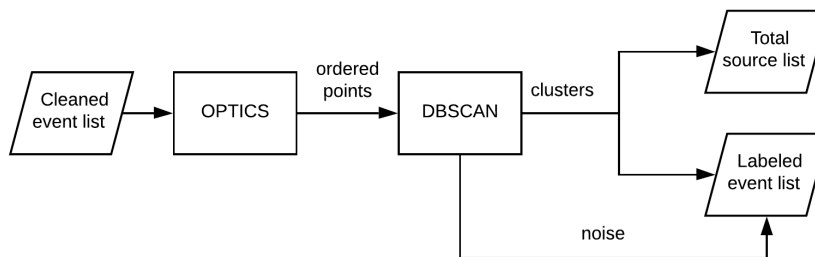 Cleaned
event list
OPTICS
ordered
points
DBSCAN
clusters
Total
source list
Labeled
event list
noise